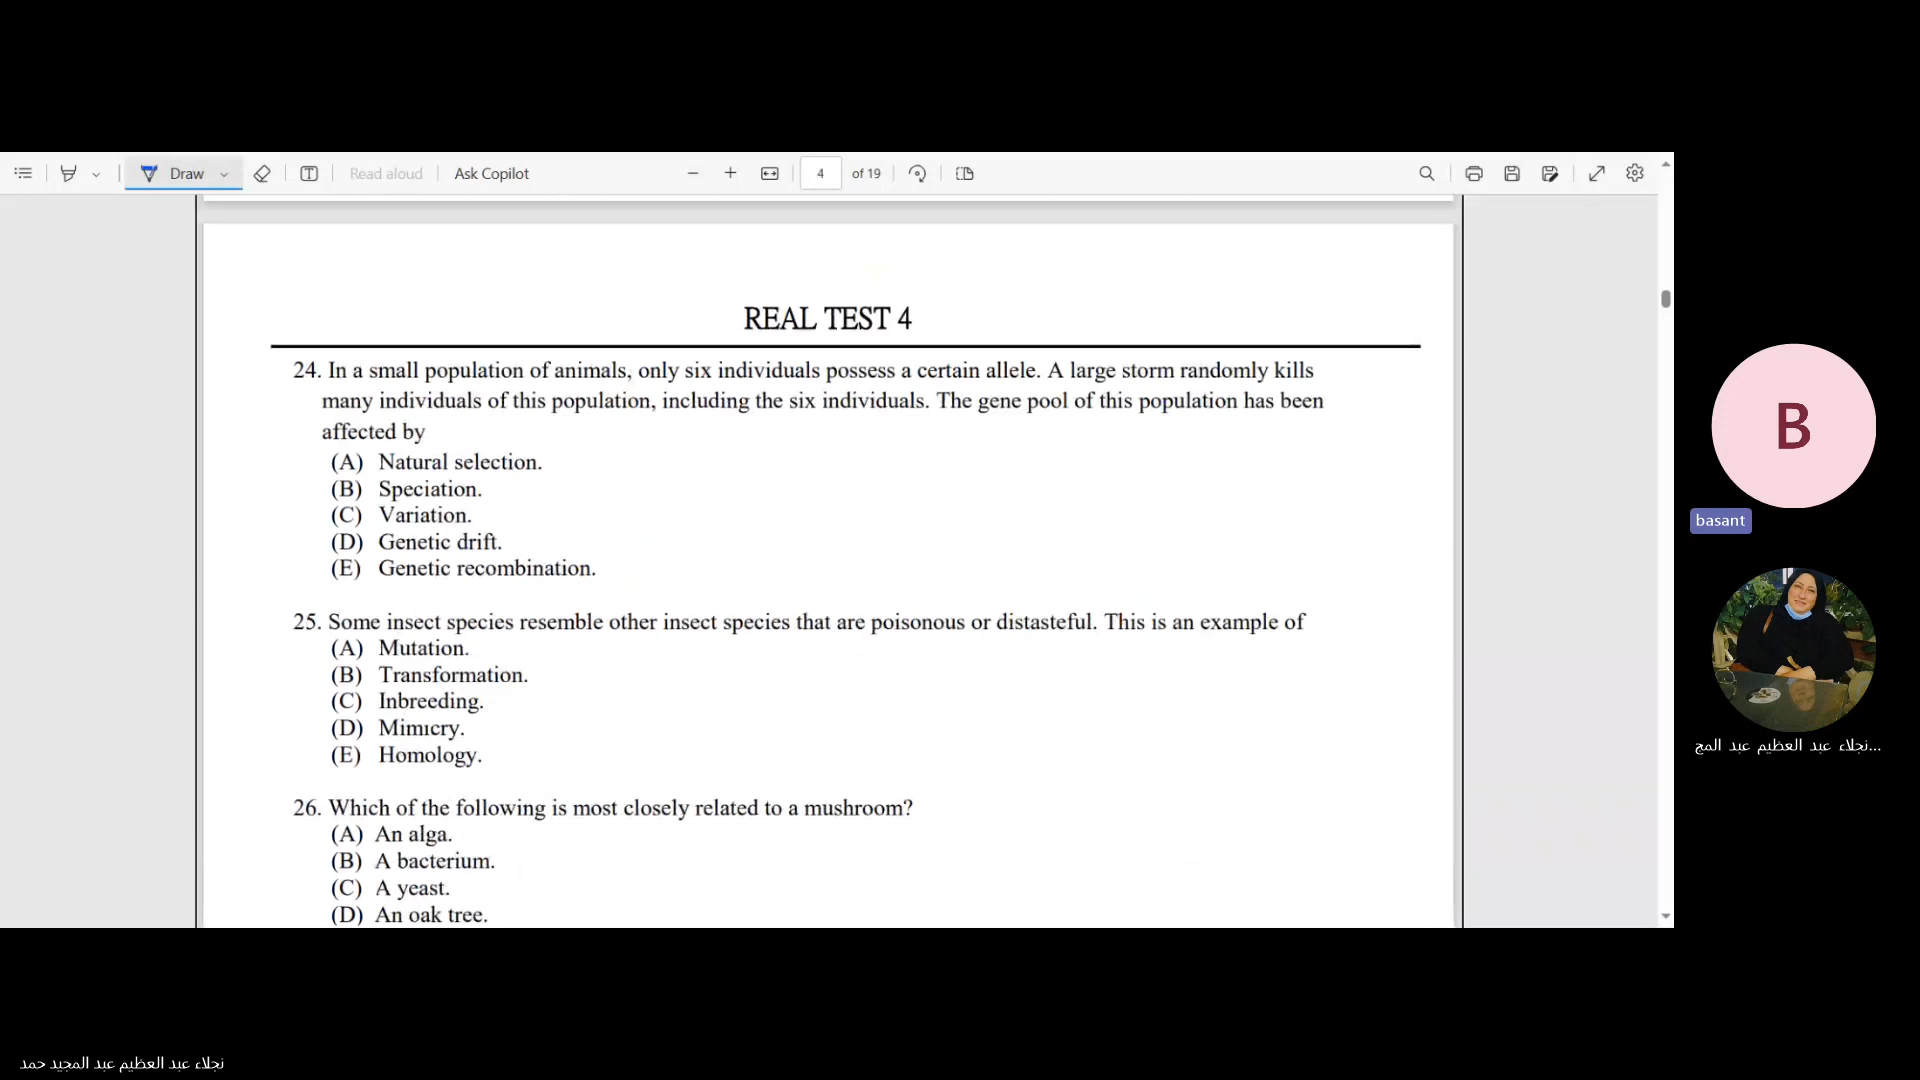 Draw
Read aloud
Ask Copilot
4
of 19
REAL TEST 4
24. In a small population of animals, only six individuals possess a certain allele. A large storm randomly kills
many individuals of this population, including the six individuals. The gene pool of this population has been
affected by
(A) Natural selection.
(B) Speciation.
(C) Variation.
(D) Genetic drift.
(E) Genetic recombination.
25. Some insect species resemble other insect species that are poisonous or distasteful. This is an example of
(A) Mutation.
(B) Transformation.
(C) Inbreeding.
(D) Mimicry.
(E) Homology.
26. Which of the following is most closely related to a mushroom?
(A) An alga.
(B) A bacterium.
(C) A yeast.
(D) An oak tree.
B
basant
نجلاء عبد العظيم عبد المج...
نجلاء عبد العظيم عبد المجيد حمد